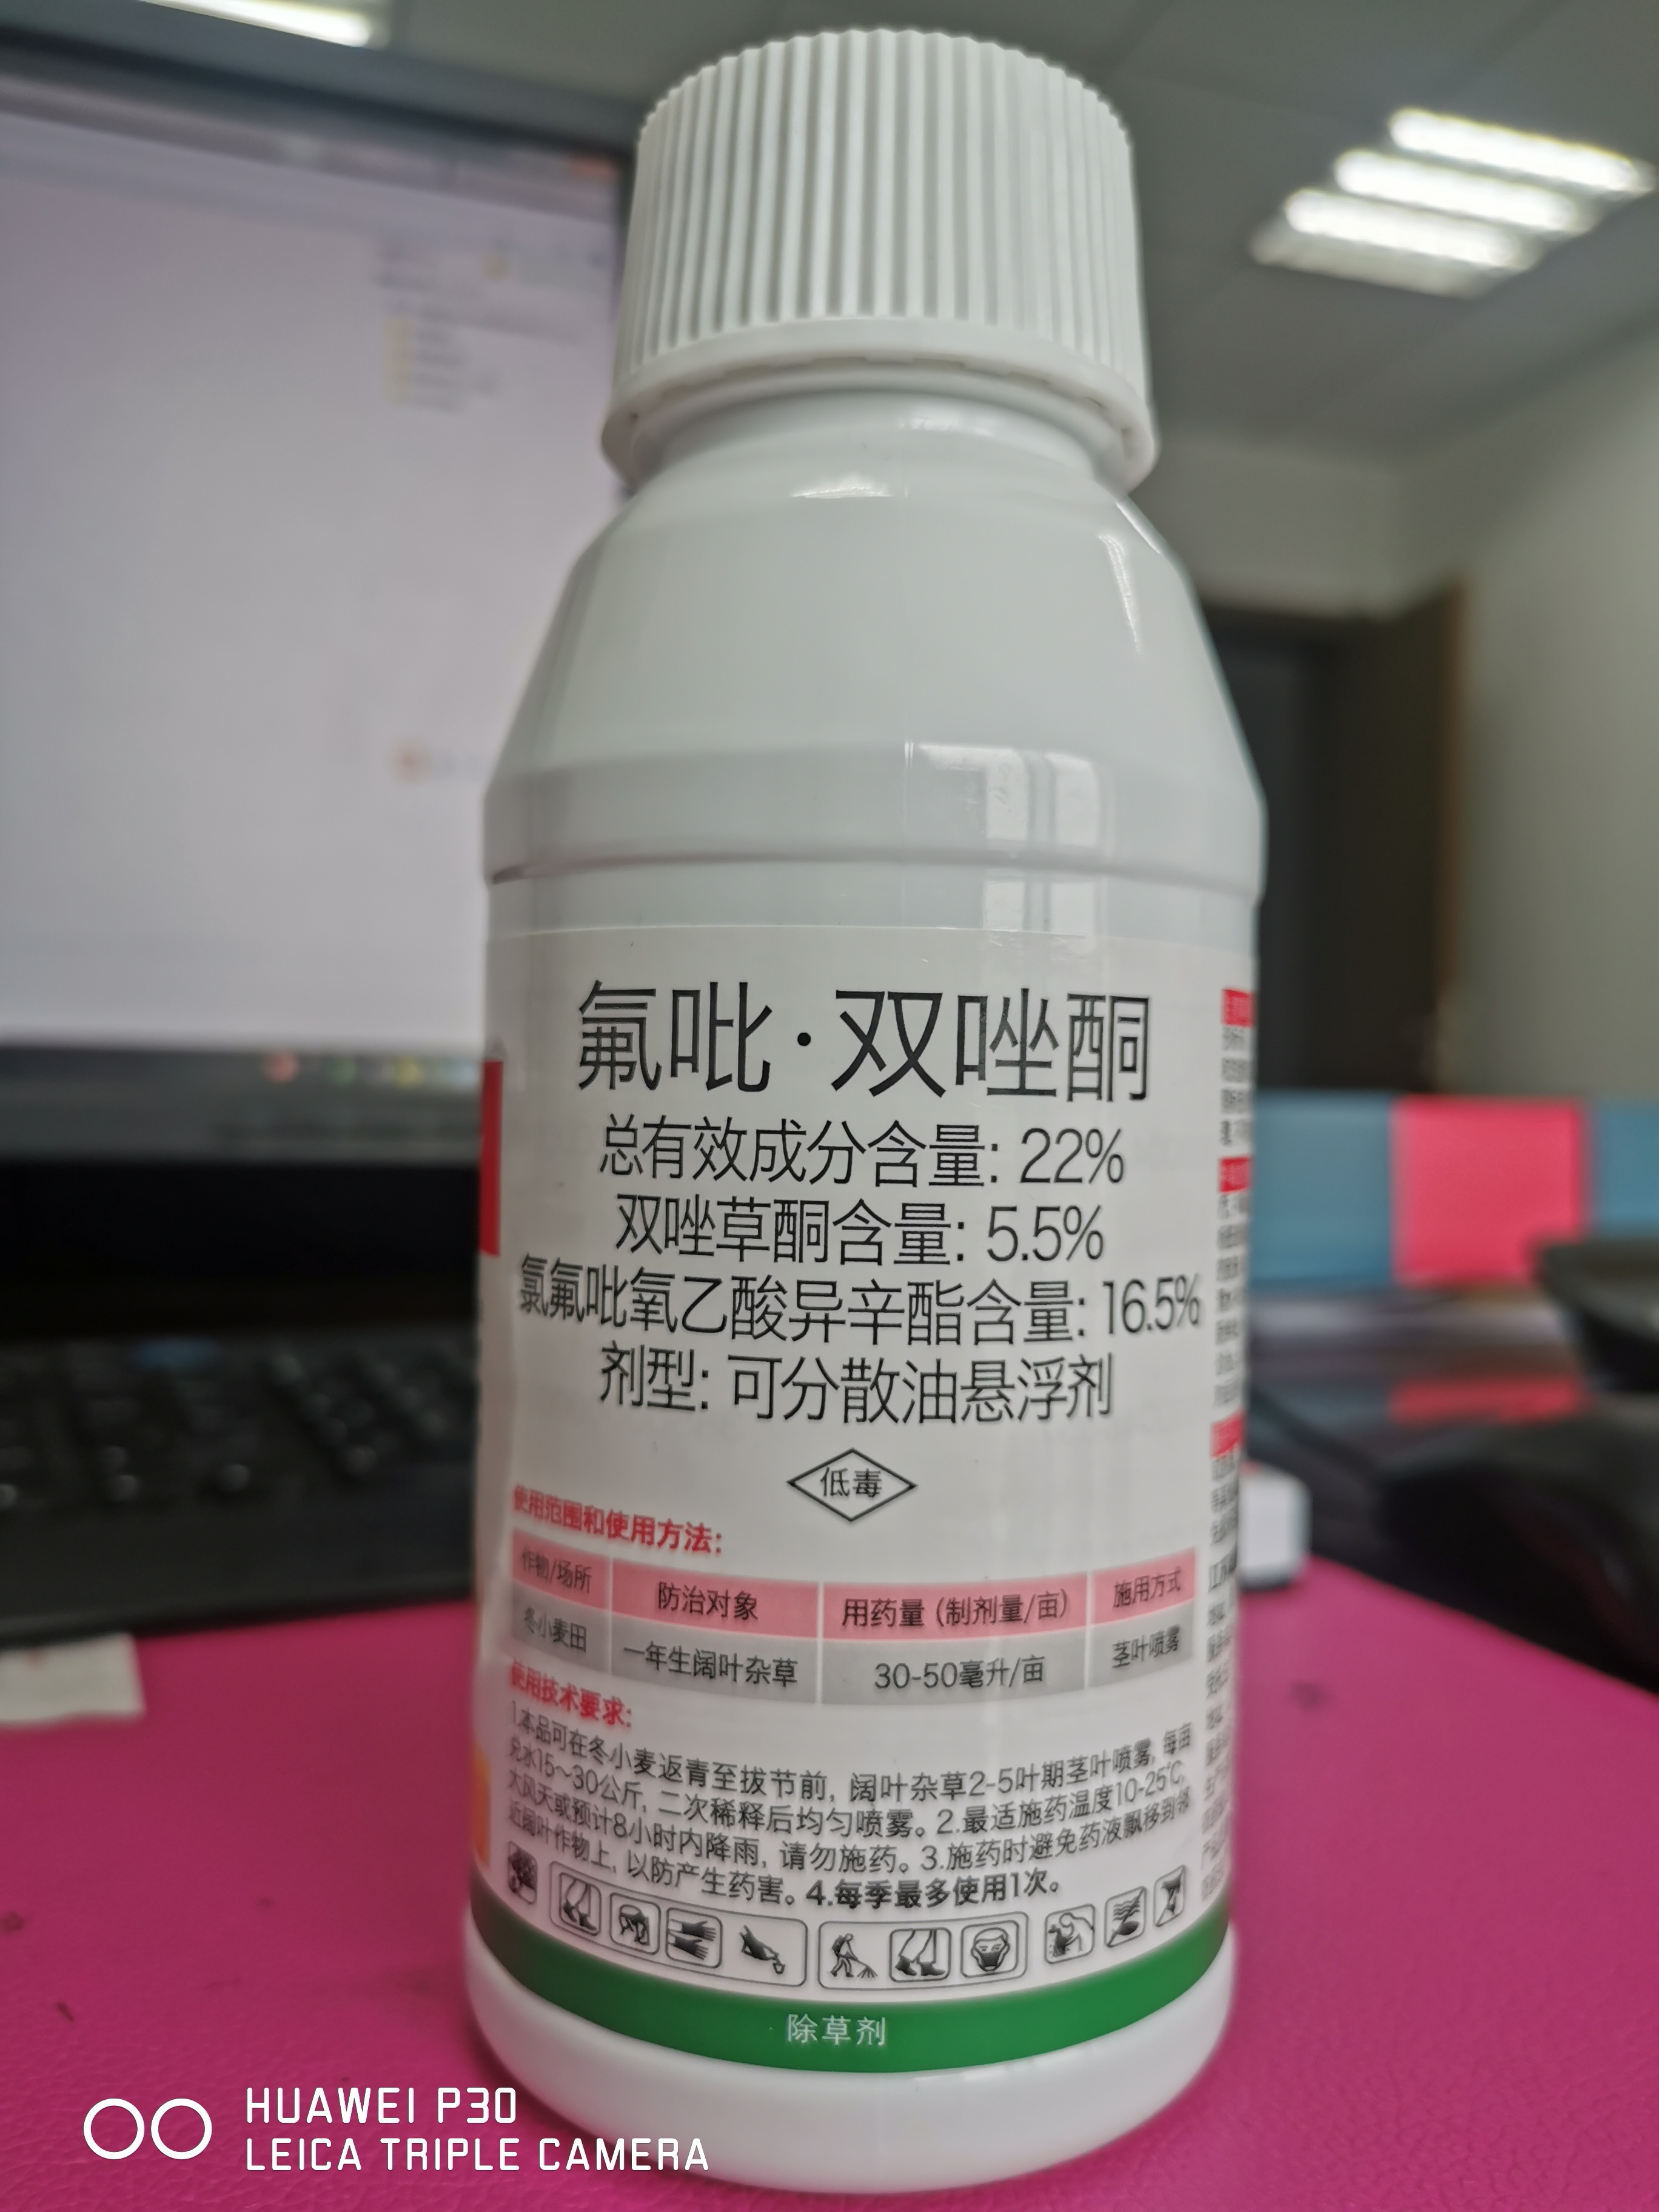 氟吡·双唑酮
总有效成分含量: 22%
双唑草酮含量: 5.5%
氯氟吡氧乙酸异辛酯含量: 16.5%
剂型: 可分散油悬浮剂
低毒
使用范围和使用方法:
作物/场所 防治对象 用药量 (制剂量/亩) 施用方式
冬小麦田 一年生阔叶杂草 30-50毫升/亩 茎叶喷雾
使用技术要求:
1.本品可在冬小麦返青至拔节前, 阔叶杂草2-5叶期茎叶喷雾, 每亩
兑水15~30公斤, 二次稀释后均匀喷雾。2.最适施药温度10-25℃,
大风天或预计8小时内降雨, 请勿施药。3.施药时避免药液飘移到邻
近阔叶作物上, 以防产生药害。4.每季最多使用1次。
除草剂
HUAWEI P30
LEICA TRIPLE CAMERA